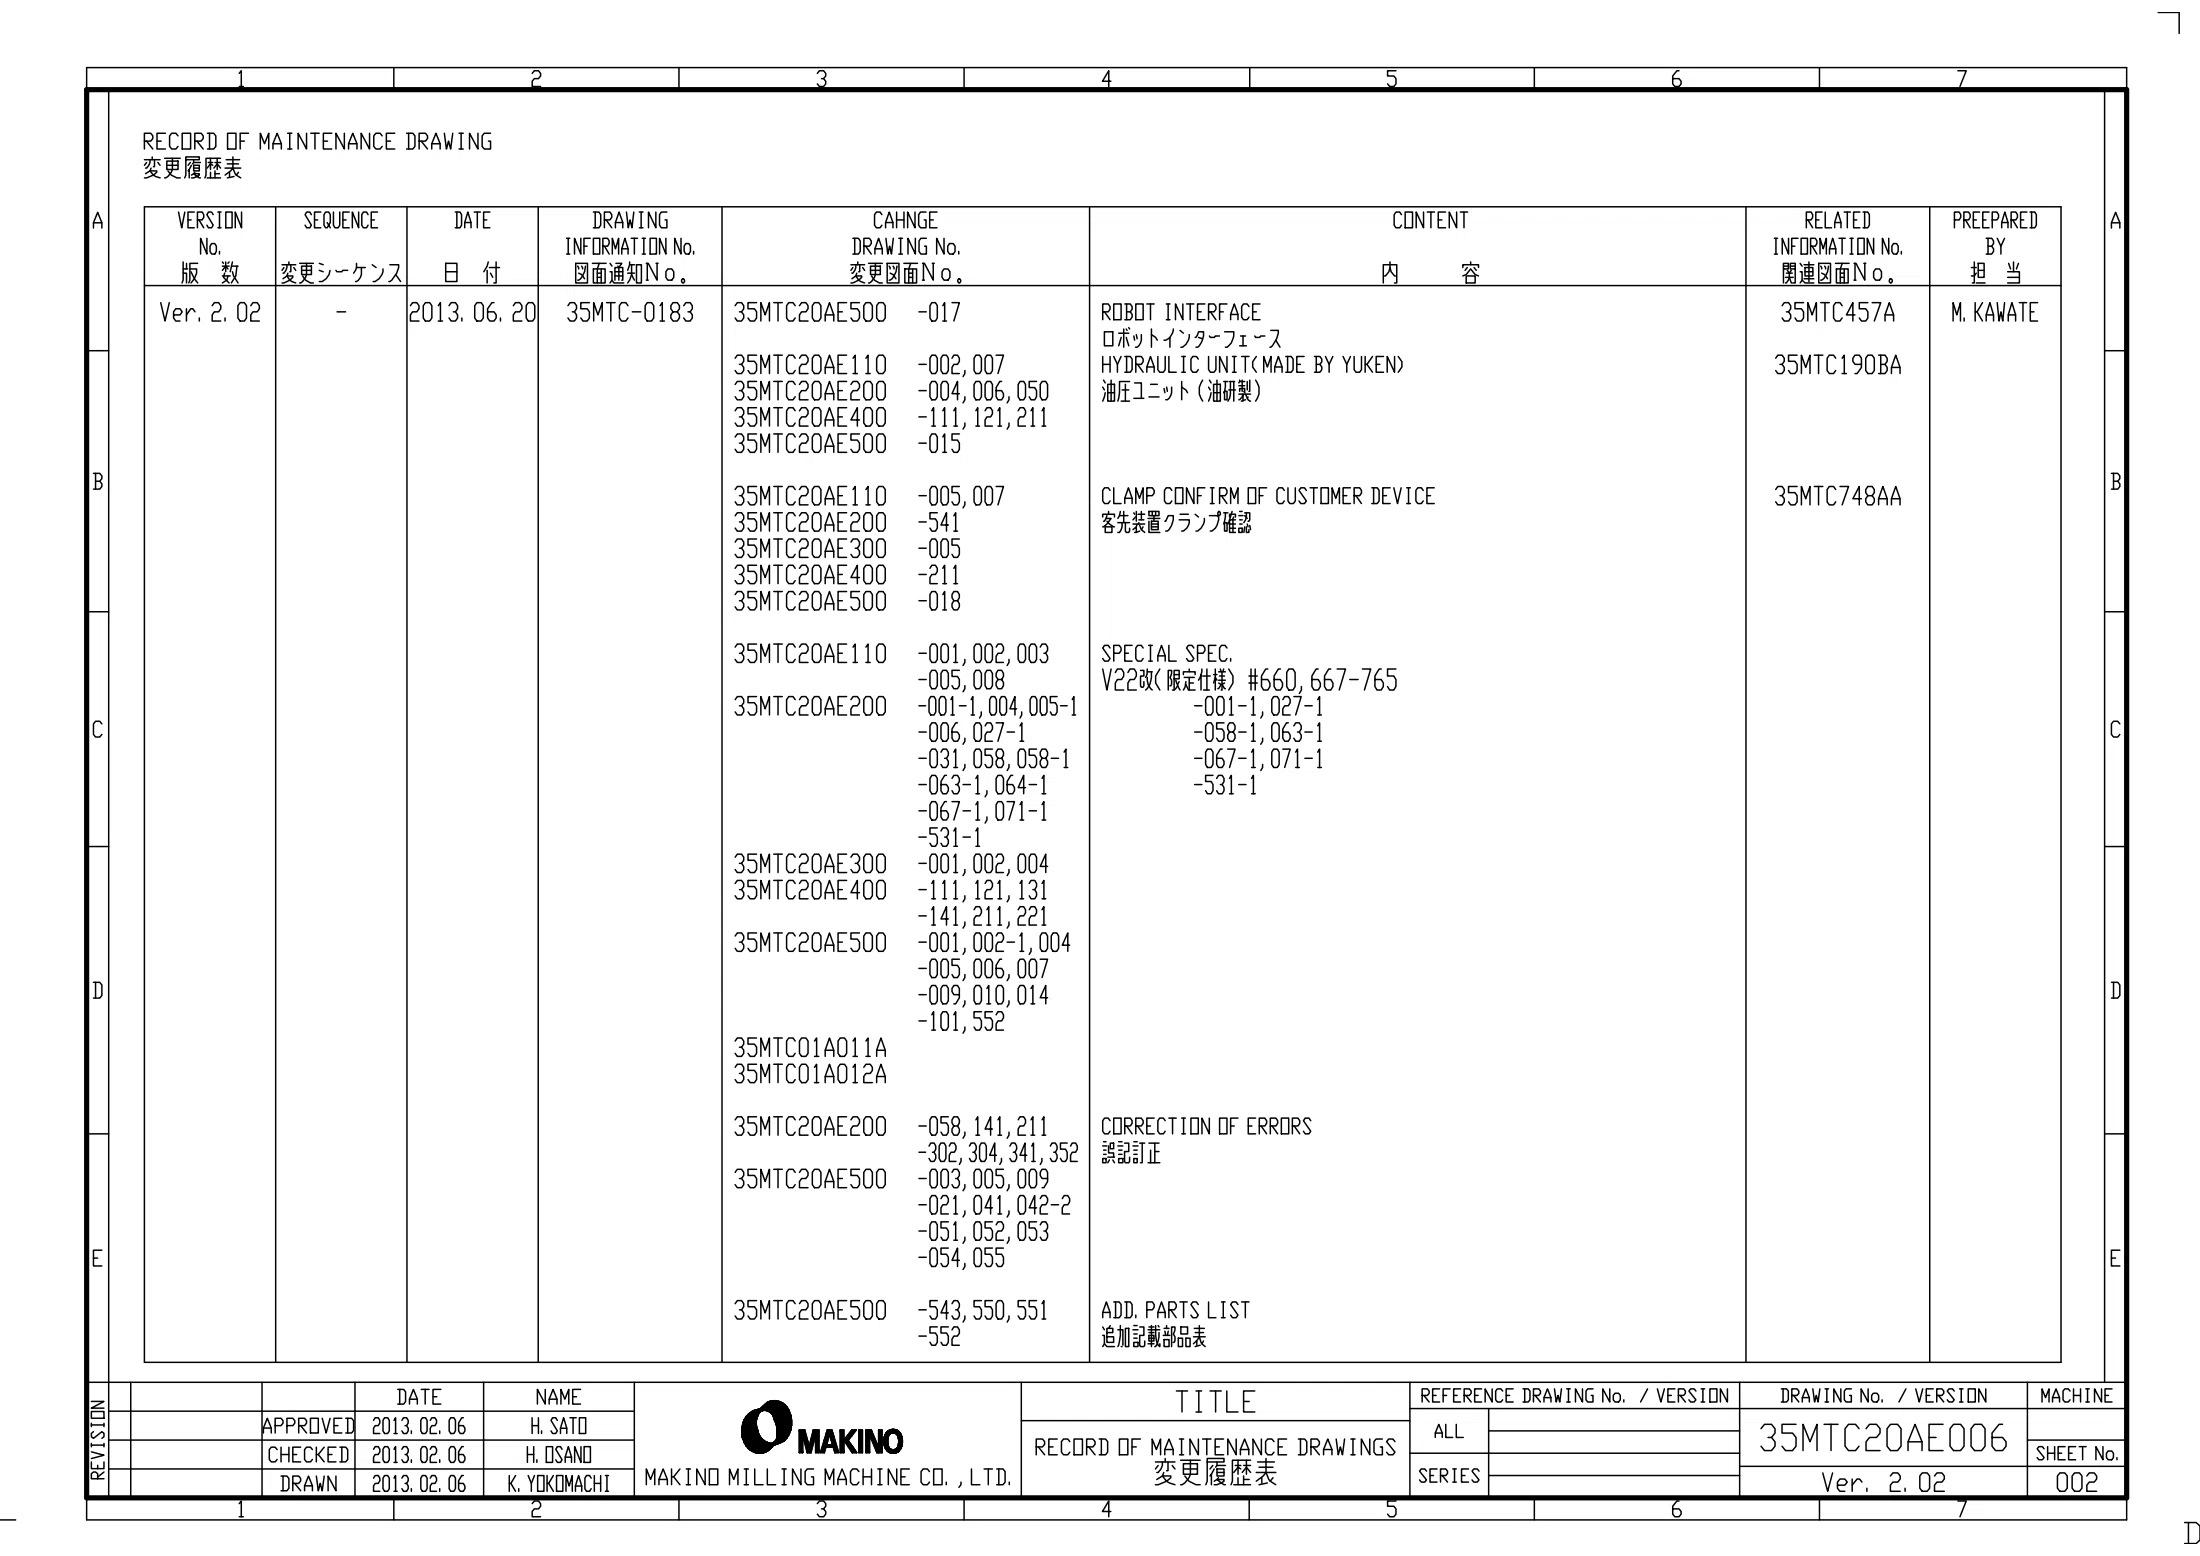 1 2 3 4 5 6 7
RECORD OF MAINTENANCE DRAWING
変更履歴表
A VERSION SEQUENCE DATE DRAWING CAHNGE CONTENT RELATED PREEPARED A
No. INFORMATION No. DRAWING No. INFORMATION No. BY
版 数 変更シーケンス 日 付 図面通知No。 変更図面No。 内 容 関連図面No。 担 当
Ver. 2. 02 - 2013. 06. 20 35MTC-0183 35MTC20AE500 -017 ROBOT INTERFACE 35MTC457A M. KAWATE
ロボットインターフェース
35MTC20AE110 -002, 007 HYDRAULIC UNIT(MADE BY YUKEN) 35MTC190BA
35MTC20AE200 -004, 006, 050 油圧ユニット(油研製)
35MTC20AE400 -111, 121, 211
35MTC20AE500 -015
B B
35MTC20AE110 -005, 007 CLAMP CONFIRM OF CUSTOMER DEVICE 35MTC748AA
35MTC20AE200 -541 客先装置クランプ確認
35MTC20AE300 -005
35MTC20AE400 -211
35MTC20AE500 -018
35MTC20AE110 -001, 002, 003 SPECIAL SPEC.
-005, 008 V22改(限定仕様) #660, 667-765
35MTC20AE200 -001-1, 004, 005-1 -001-1, 027-1
C -006, 027-1 -058-1, 063-1 C
-031, 058, 058-1 -067-1, 071-1
-063-1, 064-1 -531-1
-067-1, 071-1
-531-1
35MTC20AE300 -001, 002, 004
35MTC20AE400 -111, 121, 131
-141, 211, 221
35MTC20AE500 -001, 002-1, 004
-005, 006, 007
D -009, 010, 014 D
-101, 552
35MTC01A011A
35MTC01A012A
35MTC20AE200 -058, 141, 211 CORRECTION OF ERRORS
-302, 304, 341, 352 誤記訂正
35MTC20AE500 -003, 005, 009
-021, 041, 042-2
-051, 052, 053
E -054, 055 E
35MTC20AE500 -543, 550, 551 ADD. PARTS LIST
-552 追加記載部品表
REVISION
DATE NAME
APPROVED 2013. 02. 06 H. SATO
CHECKED 2013. 02. 06 H. OSANO
DRAWN 2013. 02. 06 K. YOKOMACHI
MAKINO
MAKINO MILLING MACHINE CO. , LTD.
TITLE
RECORD OF MAINTENANCE DRAWINGS
変更履歴表
REFERENCE DRAWING No. / VERSION
ALL
SERIES
DRAWING No. / VERSION
35MTC20AE006
Ver. 2. 02
MACHINE
SHEET No.
002
1 2 3 4 5 6 7
D